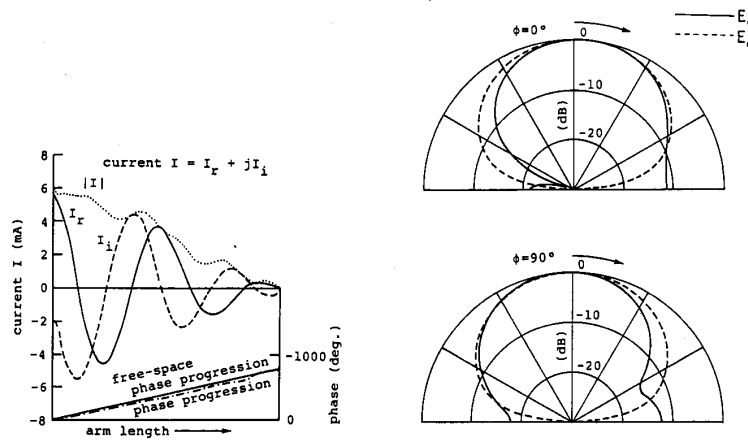 current I = I_r + jI_i
|I|
I_r
I_i
current I (mA)
8
6
4
2
0
-2
-4
-6
-8
free-space
phase progression
phase progression
-1000
0
phase (deg.)
arm length
φ=0°
0
-10
-20
(dB)
φ=90°
0
-10
-20
(dB)